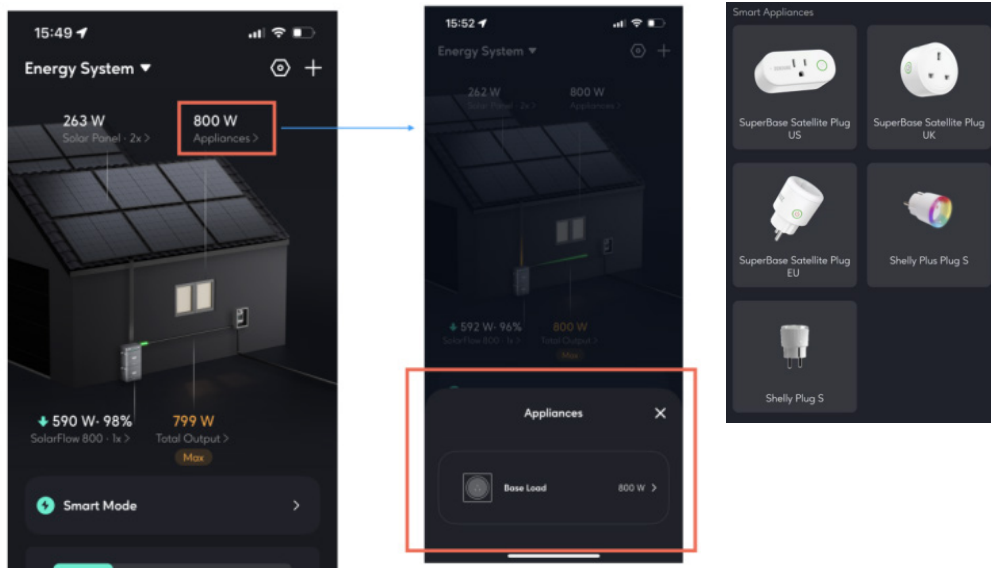 15:49
Energy System
263 W
Solar Panel · 2x >
800 W
Appliances >
590 W· 98%
SolarFlow 800 · 1x >
799 W
Total Output >
Max
Smart Mode
15:52
Energy System
262 W
Solar Panel · 2x >
800 W
Appliances >
592 W· 96%
SolarFlow 800 · 1x >
800 W
Total Output >
Max
Appliances
Base Load
800 W >
Smart Appliances
SuperBase Satellite Plug
US
SuperBase Satellite Plug
UK
SuperBase Satellite Plug
EU
Shelly Plus Plug S
Shelly Plug S